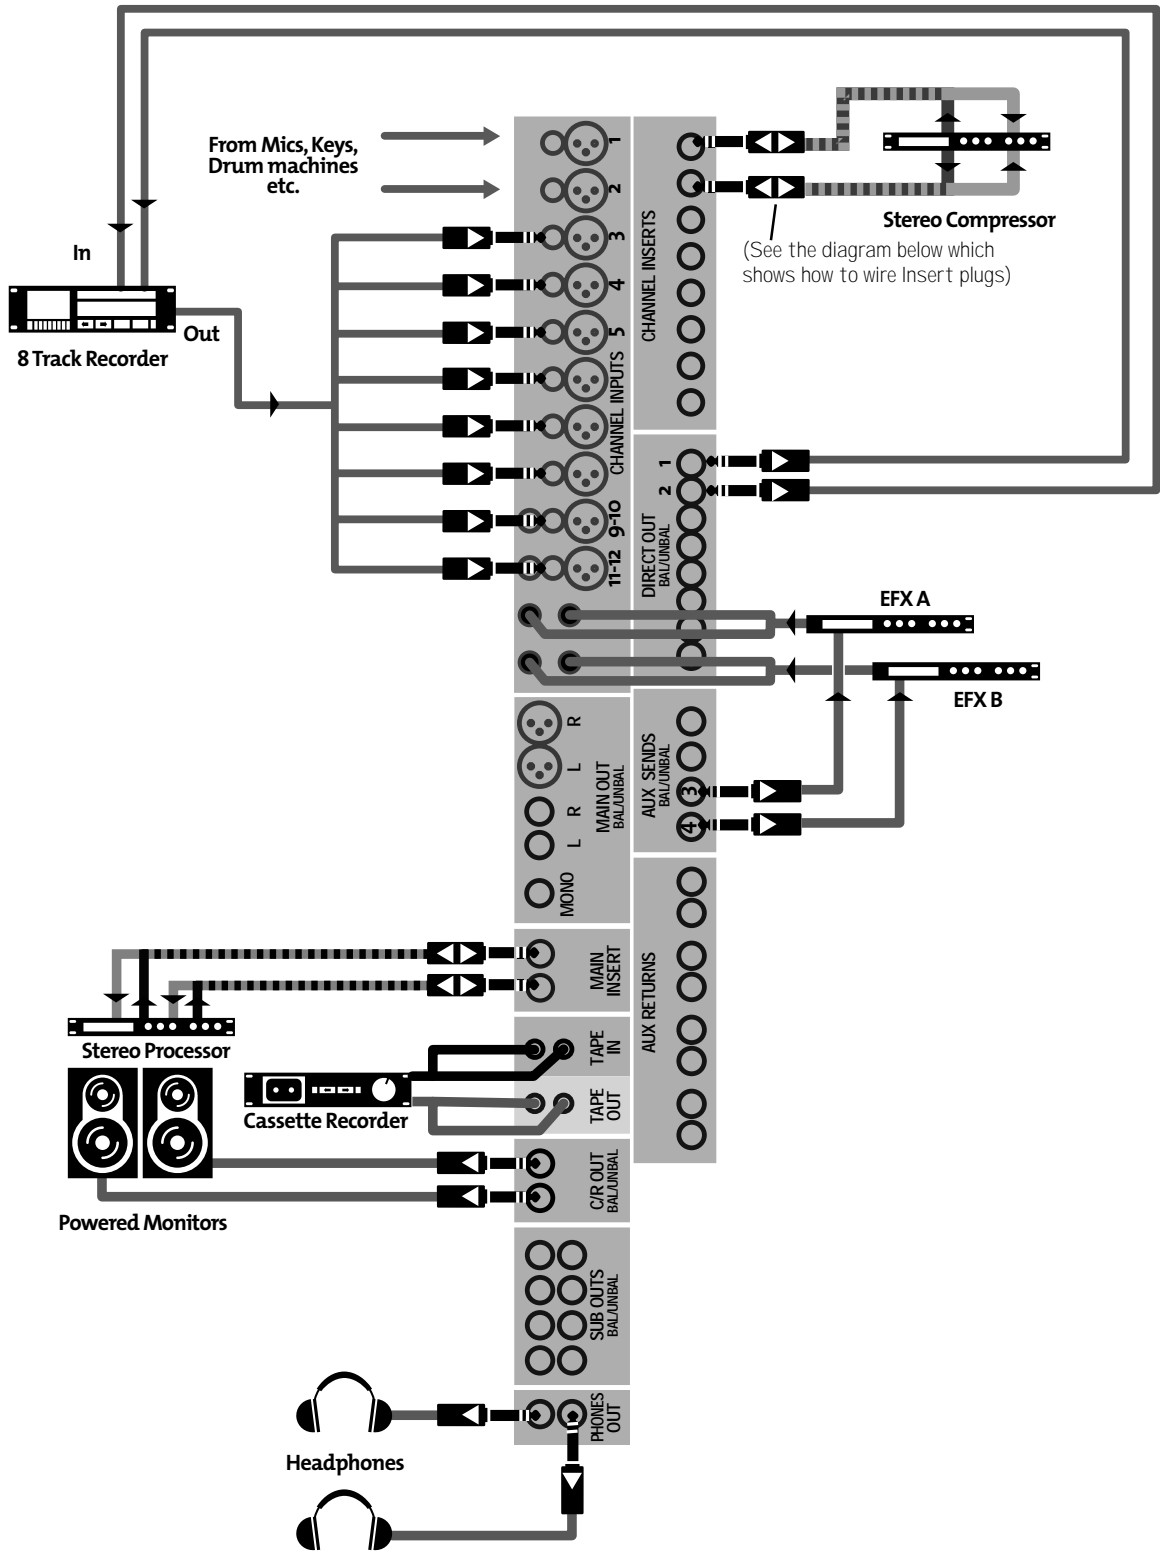 From Mics, Keys,
Drum machines
etc.
In
Out
8 Track Recorder
1
2
3
4
5
CHANNEL INPUTS
9-10
11-12
CHANNEL INSERTS
Stereo Compressor
(See the diagram below which
shows how to wire Insert plugs)
1
2
DIRECT OUT
BAL/UNBAL
EFX A
EFX B
R
L
R
L
MAIN OUT
BAL/UNBAL
MONO
AUX SENDS
BAL/UNBAL
3
4
AUX RETURNS
MAIN
INSERT
Stereo Processor
TAPE
IN
TAPE
OUT
Cassette Recorder
C/R OUT
BAL/UNBAL
Powered Monitors
SUB OUTS
BAL/UNBAL
PHONES
OUT
Headphones